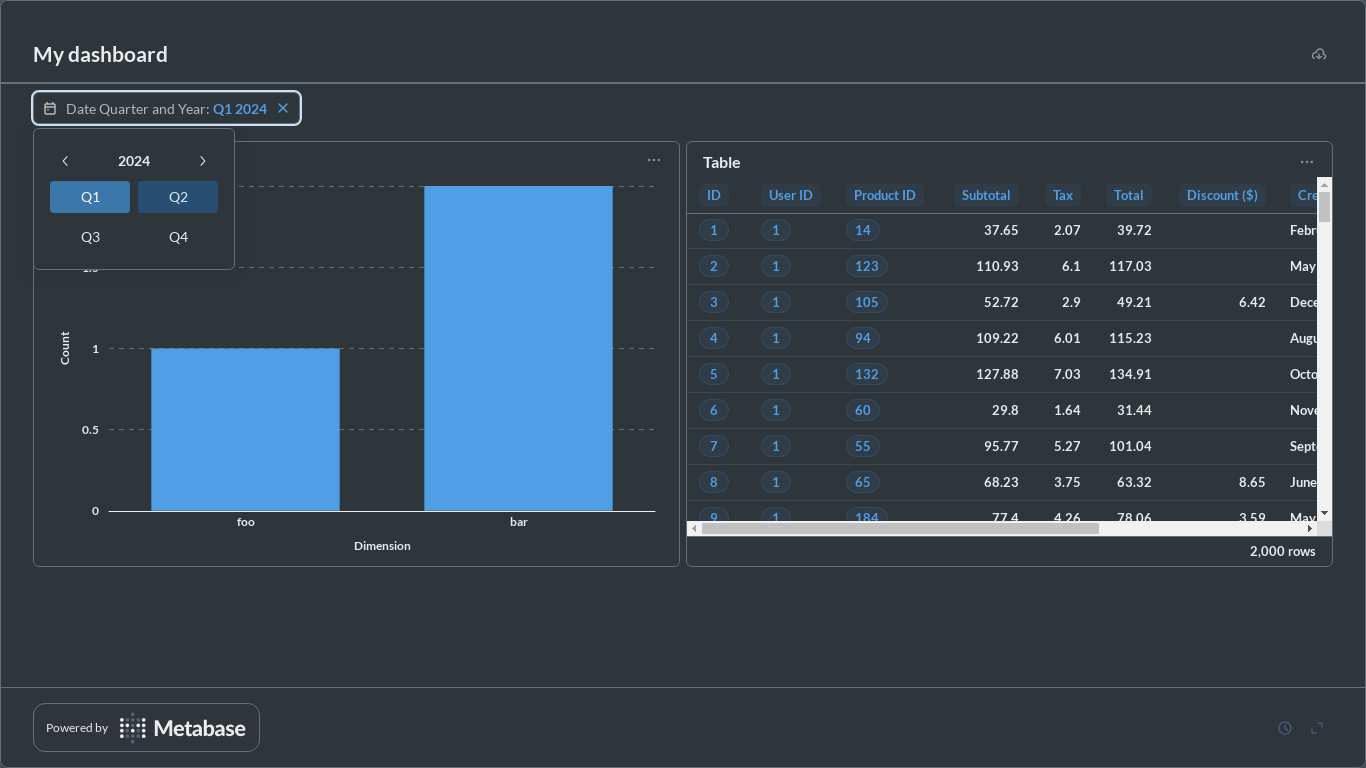 My dashboard
Date Quarter and Year: Q1 2024
2024
Q1 Q2
Q3 Q4
Count
1
0.5
0
foo bar
Dimension
Table
ID User ID Product ID Subtotal Tax Total Discount ($) Cre
1 1 14 37.65 2.07 39.72 Febr
2 1 123 110.93 6.1 117.03 May
3 1 105 52.72 2.9 49.21 6.42 Dece
4 1 94 109.22 6.01 115.23 Augu
5 1 132 127.88 7.03 134.91 Octo
6 1 60 29.8 1.64 31.44 Nove
7 1 55 95.77 5.27 101.04 Septe
8 1 65 68.23 3.75 63.32 8.65 June
9 1 184 77.4 4.26 78.06 3.59 May
2,000 rows
Powered by Metabase